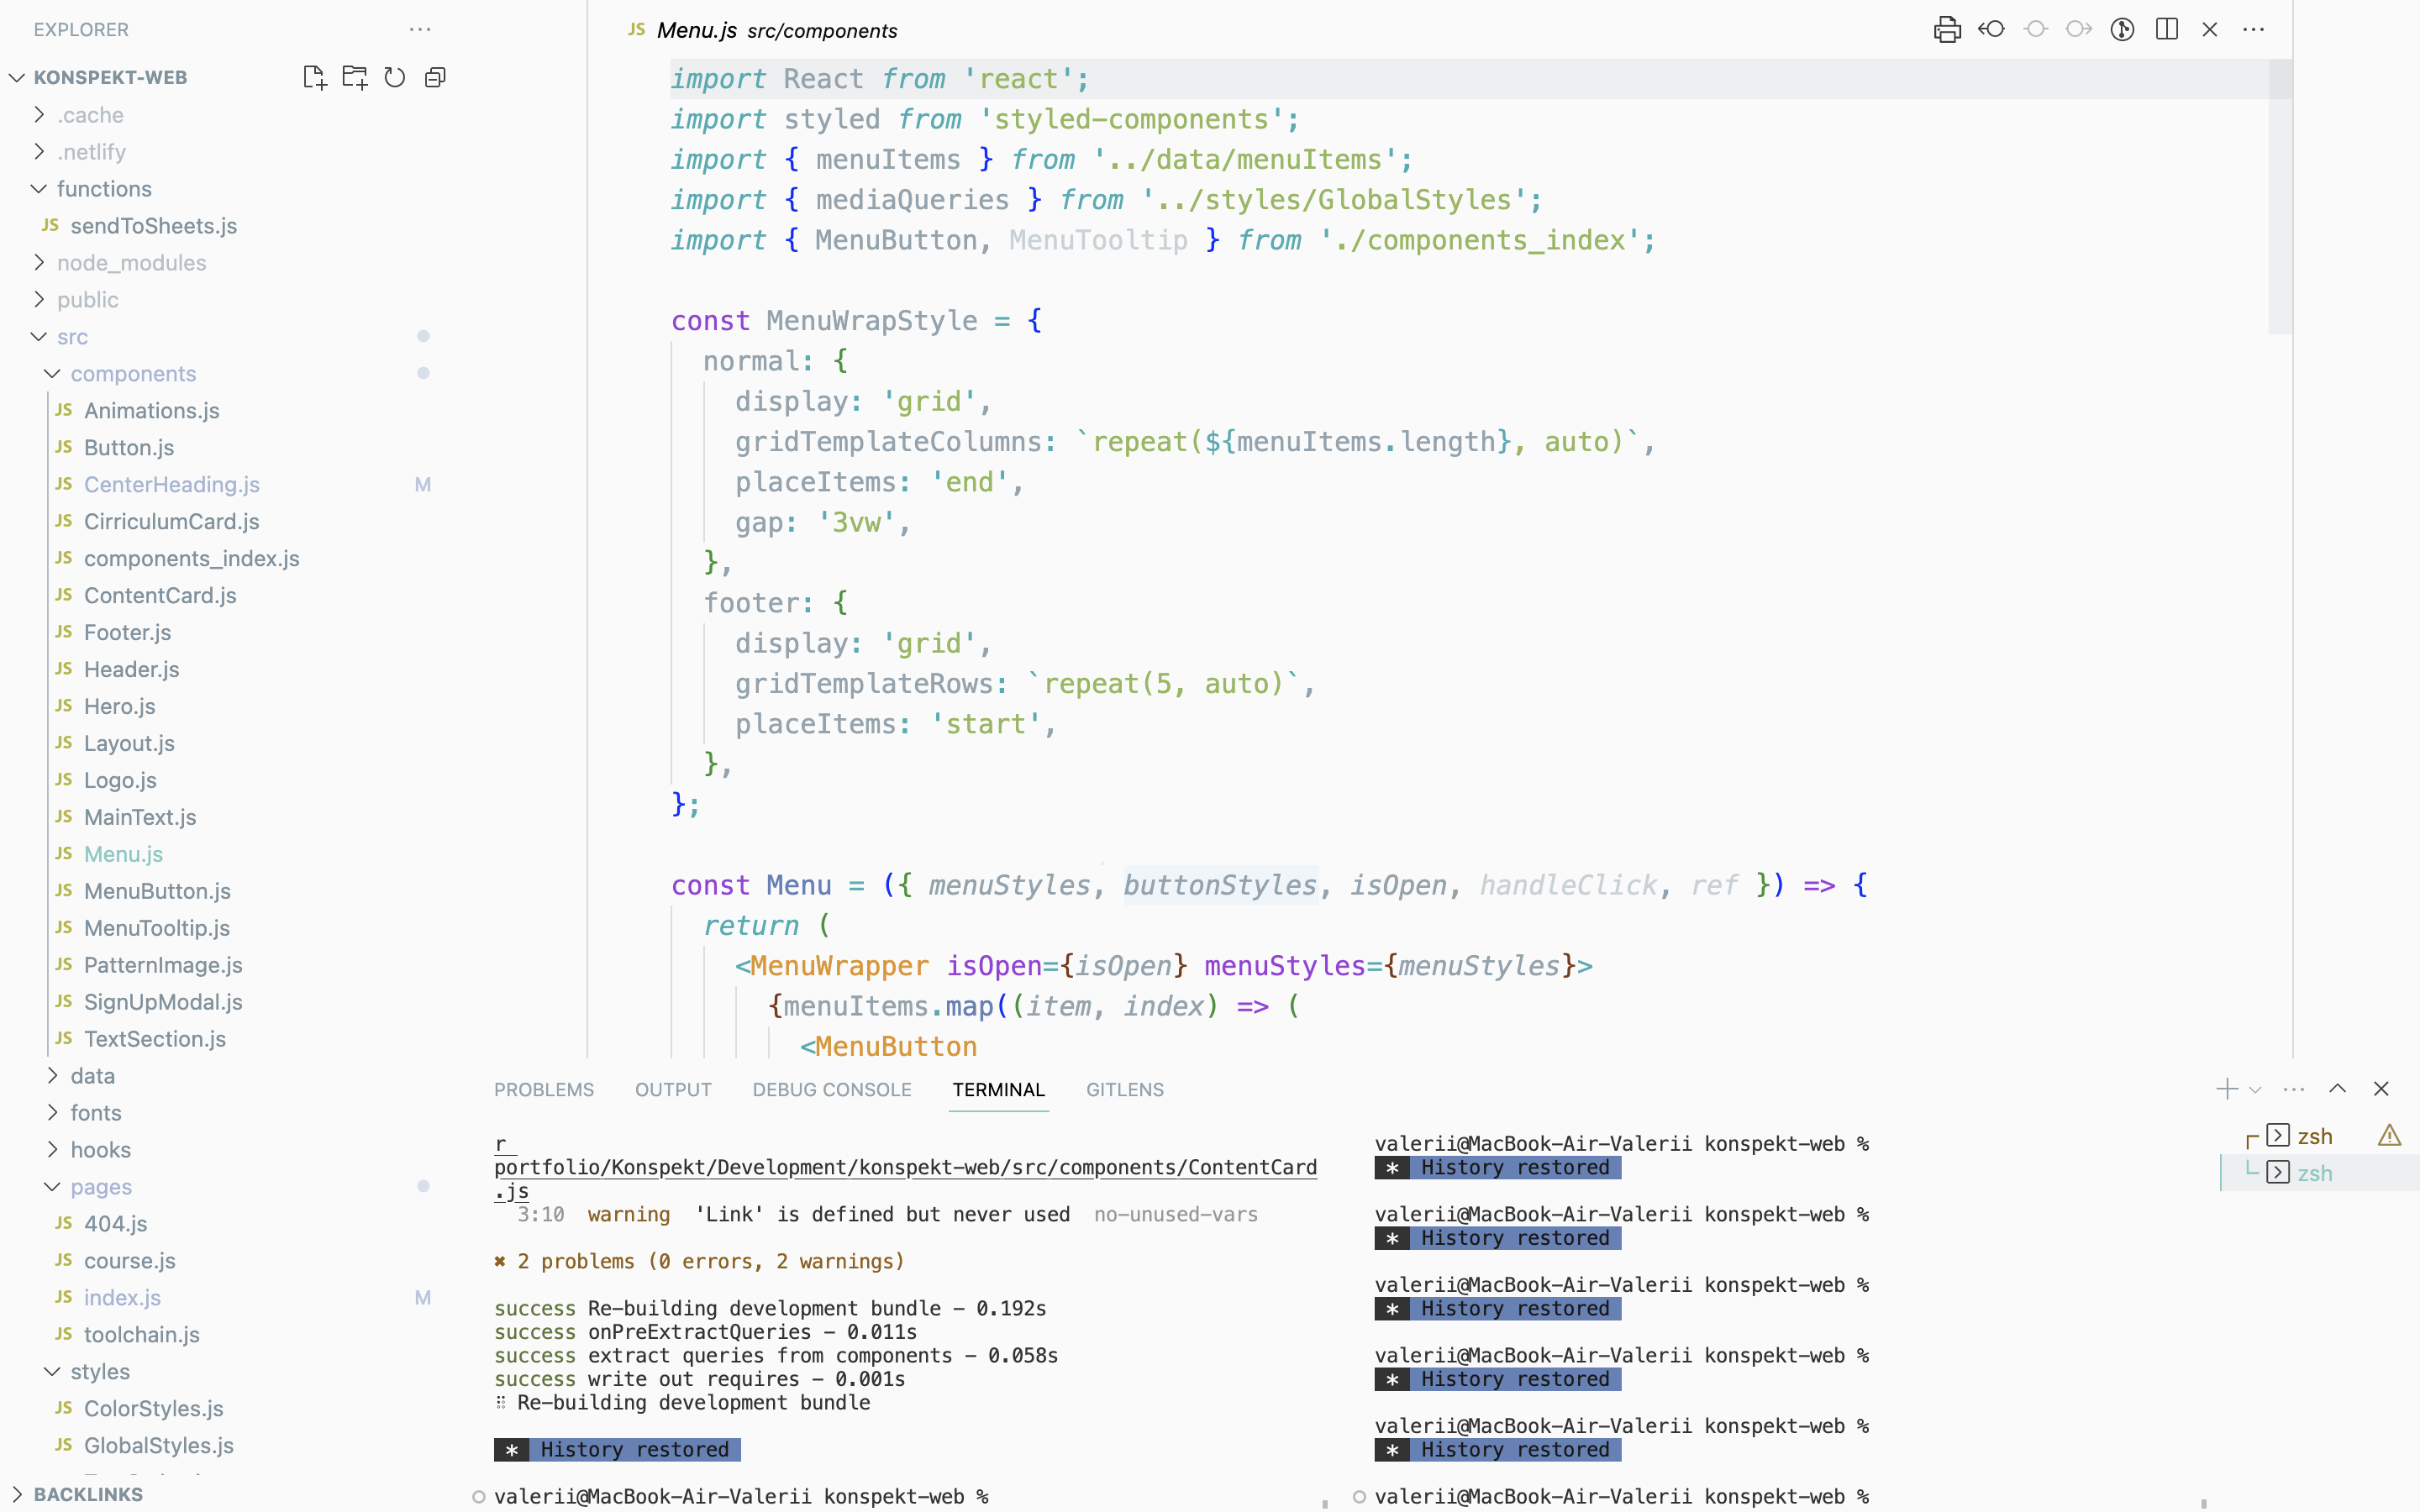 EXPLORER
KONSPEKT-WEB
.cache
.netlify
functions
JS sendToSheets.js
node_modules
public
src
components
JS Animations.js
JS Button.js
JS CenterHeading.js M
JS CirriculumCard.js
JS components_index.js
JS ContentCard.js
JS Footer.js
JS Header.js
JS Hero.js
JS Layout.js
JS Logo.js
JS MainText.js
JS Menu.js
JS MenuButton.js
JS MenuTooltip.js
JS PatternImage.js
JS SignUpModal.js
JS TextSection.js
data
fonts
hooks
pages
JS 404.js
JS course.js
JS index.js M
JS toolchain.js
styles
JS ColorStyles.js
JS GlobalStyles.js
BACKLINKS
JS Menu.js src/components
import React from 'react';
import styled from 'styled-components';
import { menuItems } from '../data/menuItems';
import { mediaQueries } from '../styles/GlobalStyles';
import { MenuButton, MenuTooltip } from './components_index';
const MenuWrapStyle = {
normal: {
display: 'grid',
gridTemplateColumns: `repeat(${menuItems.length}, auto)`,
placeItems: 'end',
gap: '3vw',
},
footer: {
display: 'grid',
gridTemplateRows: `repeat(5, auto)`,
placeItems: 'start',
},
};
const Menu = ({ menuStyles, buttonStyles, isOpen, handleClick, ref }) => {
return (
<MenuWrapper isOpen={isOpen} menuStyles={menuStyles}>
{menuItems.map((item, index) => (
<MenuButton
PROBLEMS OUTPUT DEBUG CONSOLE TERMINAL GITLENS
r
portfolio/Konspekt/Development/konspekt-web/src/components/ContentCard
.js
3:10 warning 'Link' is defined but never used no-unused-vars
✖ 2 problems (0 errors, 2 warnings)
success Re-building development bundle - 0.192s
success onPreExtractQueries - 0.011s
success extract queries from components - 0.058s
success write out requires - 0.001s
⠿ Re-building development bundle
* History restored
valerii@MacBook-Air-Valerii konspekt-web %
valerii@MacBook-Air-Valerii konspekt-web %
* History restored
valerii@MacBook-Air-Valerii konspekt-web %
* History restored
valerii@MacBook-Air-Valerii konspekt-web %
* History restored
valerii@MacBook-Air-Valerii konspekt-web %
* History restored
valerii@MacBook-Air-Valerii konspekt-web %
* History restored
valerii@MacBook-Air-Valerii konspekt-web %
zsh
zsh